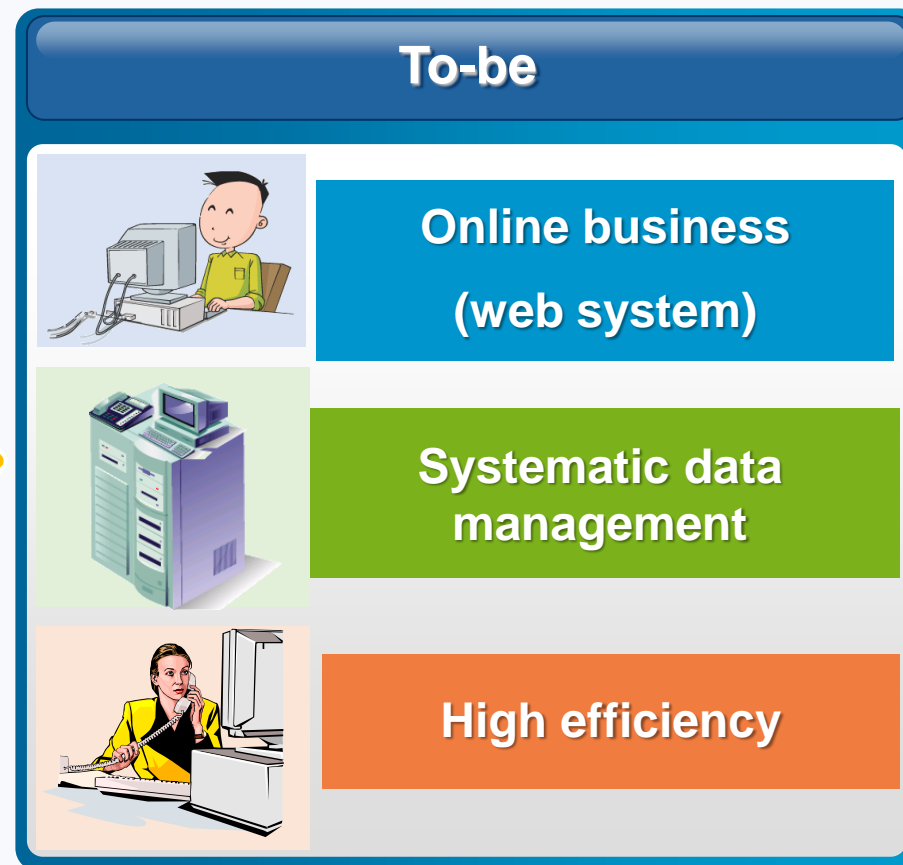 To-be
Online business
(web system)
Systematic data
management
High efficiency